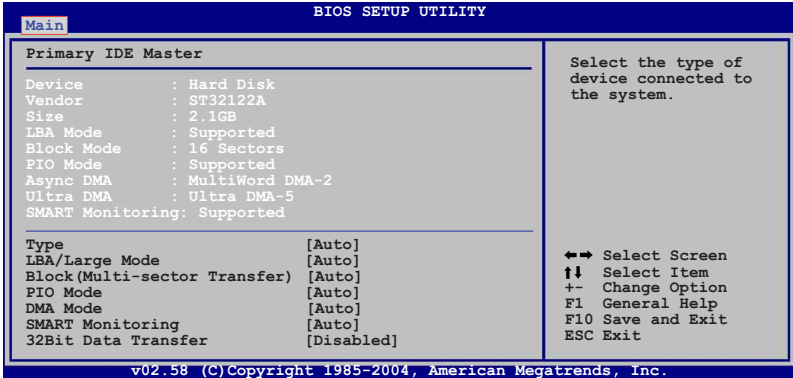 BIOS SETUP UTILITY
Main
Primary IDE Master
Device : Hard Disk
Vendor : ST32122A
Size : 2.1GB
LBA Mode : Supported
Block Mode : 16 Sectors
PIO Mode : Supported
Async DMA : MultiWord DMA-2
Ultra DMA : Ultra DMA-5
SMART Monitoring: Supported
Type [Auto]
LBA/Large Mode [Auto]
Block(Multi-sector Transfer) [Auto]
PIO Mode [Auto]
DMA Mode [Auto]
SMART Monitoring [Auto]
32Bit Data Transfer [Disabled]
Select the type of
device connected to
the system.
←→ Select Screen
↑↓ Select Item
+- Change Option
F1 General Help
F10 Save and Exit
ESC Exit
v02.58 (C)Copyright 1985-2004, American Megatrends, Inc.